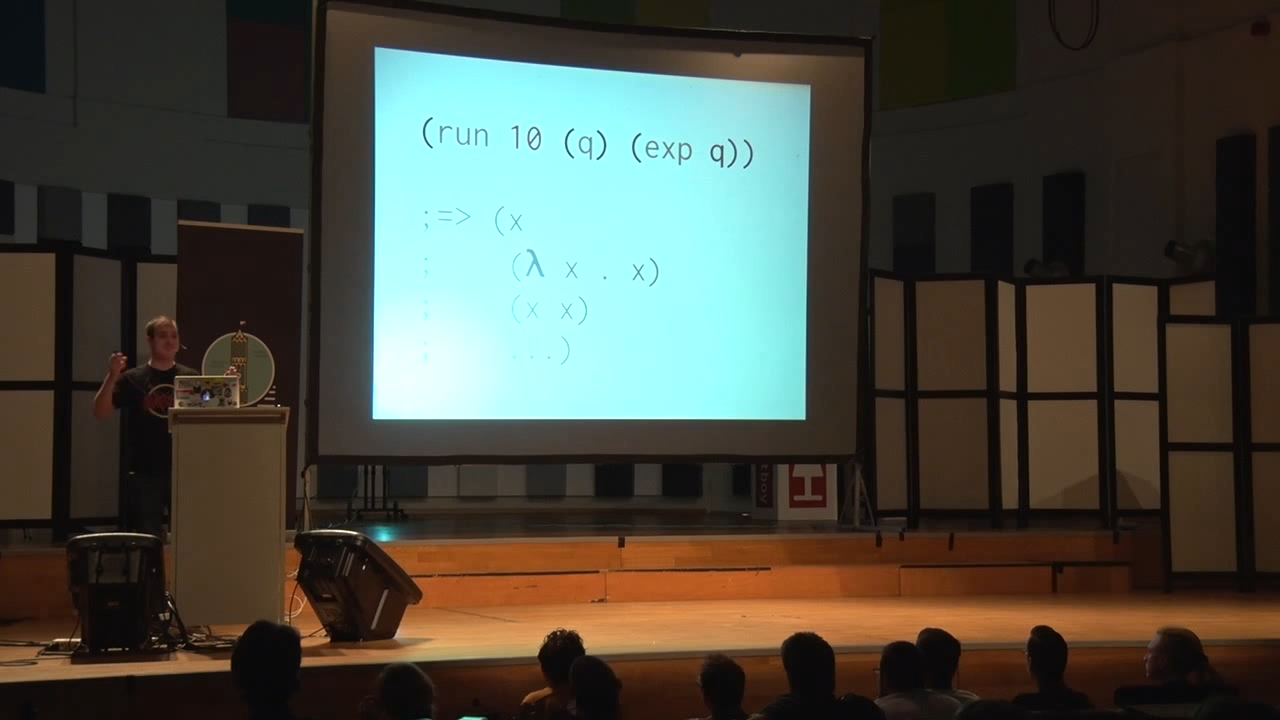 (run 10 (q) (exp q))
;=> (x
;     (λ x . x)
;     (x x)
;     ...)
H